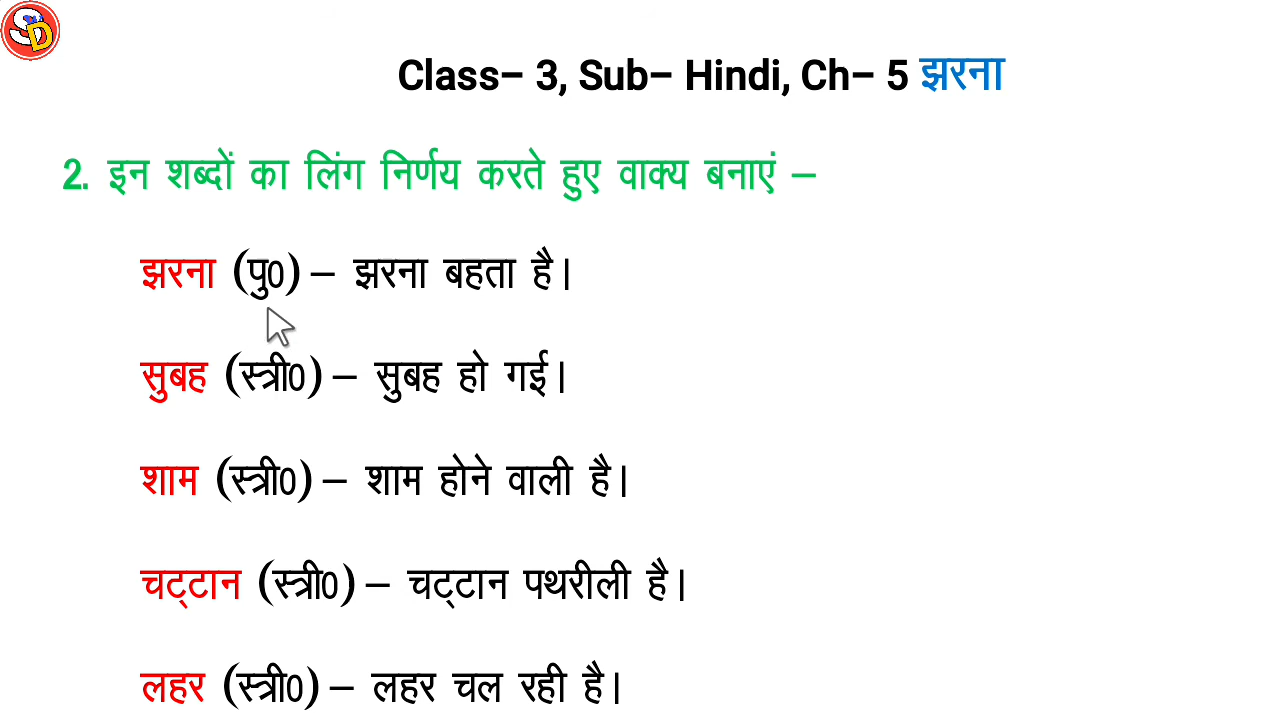 SD
Class– 3, Sub– Hindi, Ch– 5 झरना
2. इन शब्दों का लिंग निर्णय करते हुए वाक्य बनाएं –
झरना (पु0) – झरना बहता है।
सुबह (स्त्री0) – सुबह हो गई।
शाम (स्त्री0) – शाम होने वाली है।
चट्टान (स्त्री0) – चट्टान पथरीली है।
लहर (स्त्री0) – लहर चल रही है।